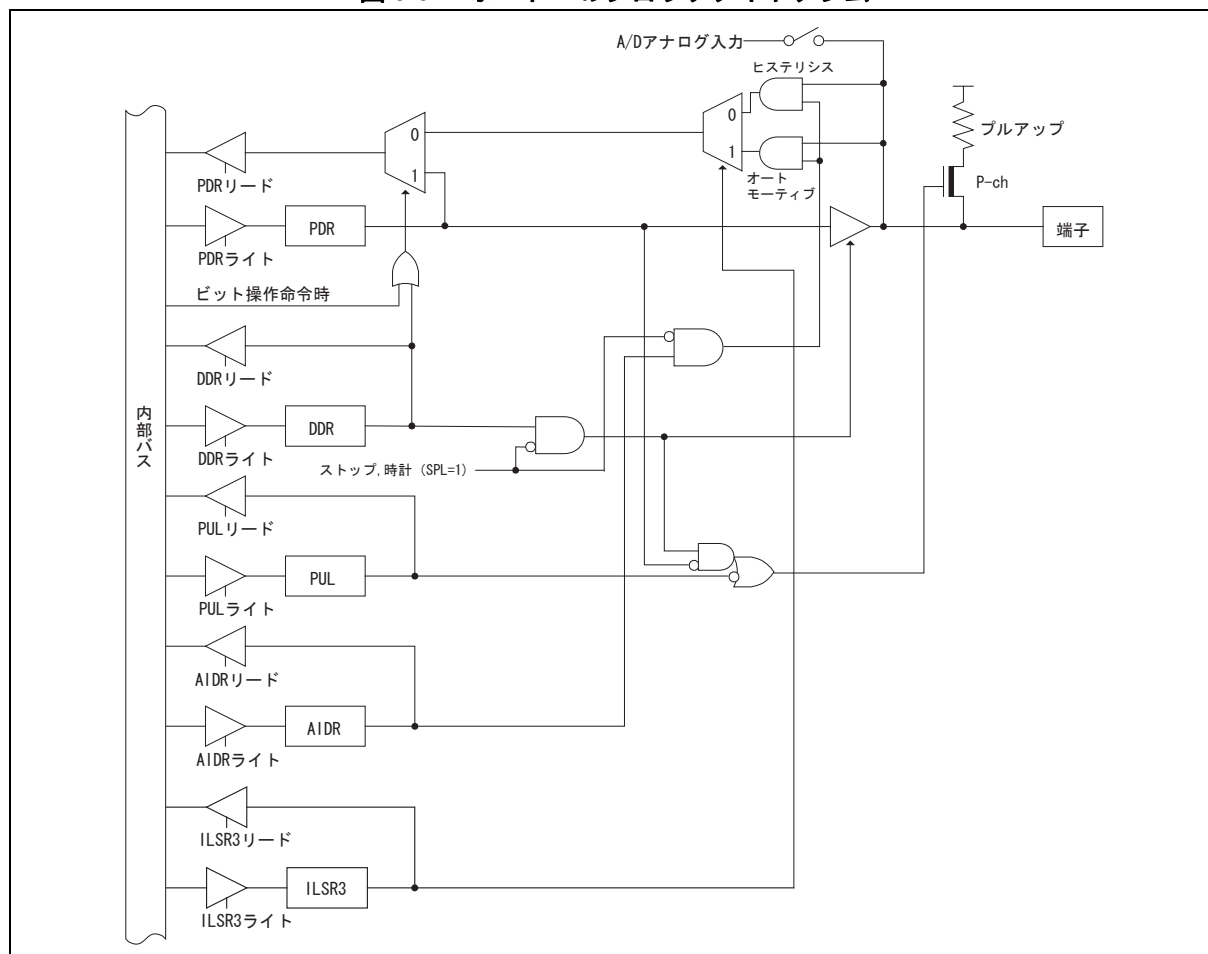 A/Dアナログ入力
ヒステリシス
プルアップ
P-ch
0
1
0
1
オート
モーティブ
PDRリード
PDR
PDRライト
端子
ビット操作命令時
DDRリード
内部バス
DDR
DDRライト
ストップ,時計 (SPL=1)
PULリード
PUL
PULライト
AIDRリード
AIDR
AIDRライト
ILSR3リード
ILSR3
ILSR3ライト